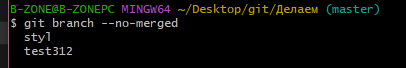 B-ZONE@B-ZONEPC MINGW64 ~/Desktop/git/Делаем (master)
$ git branch --no-merged
  styl
  test312